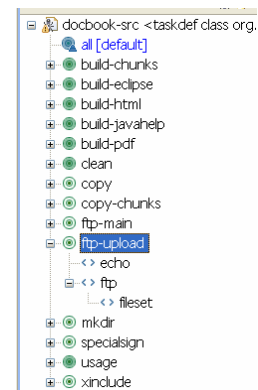 docbook-src <taskdef class org.
all [default]
build-chunks
build-eclipse
build-html
build-javahelp
build-pdf
clean
copy
copy-chunks
ftp-main
ftp-upload
echo
ftp
fileset
mkdir
specialsign
usage
xinclude